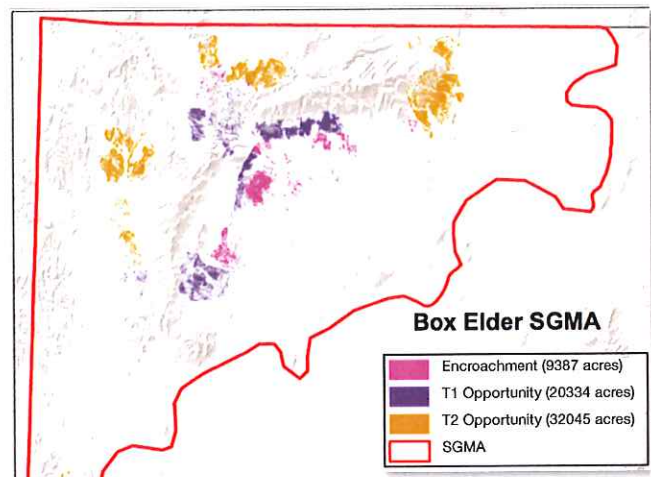 Box Elder SGMA
Encroachment (9387 acres)
T1 Opportunity (20334 acres)
T2 Opportunity (32045 acres)
SGMA